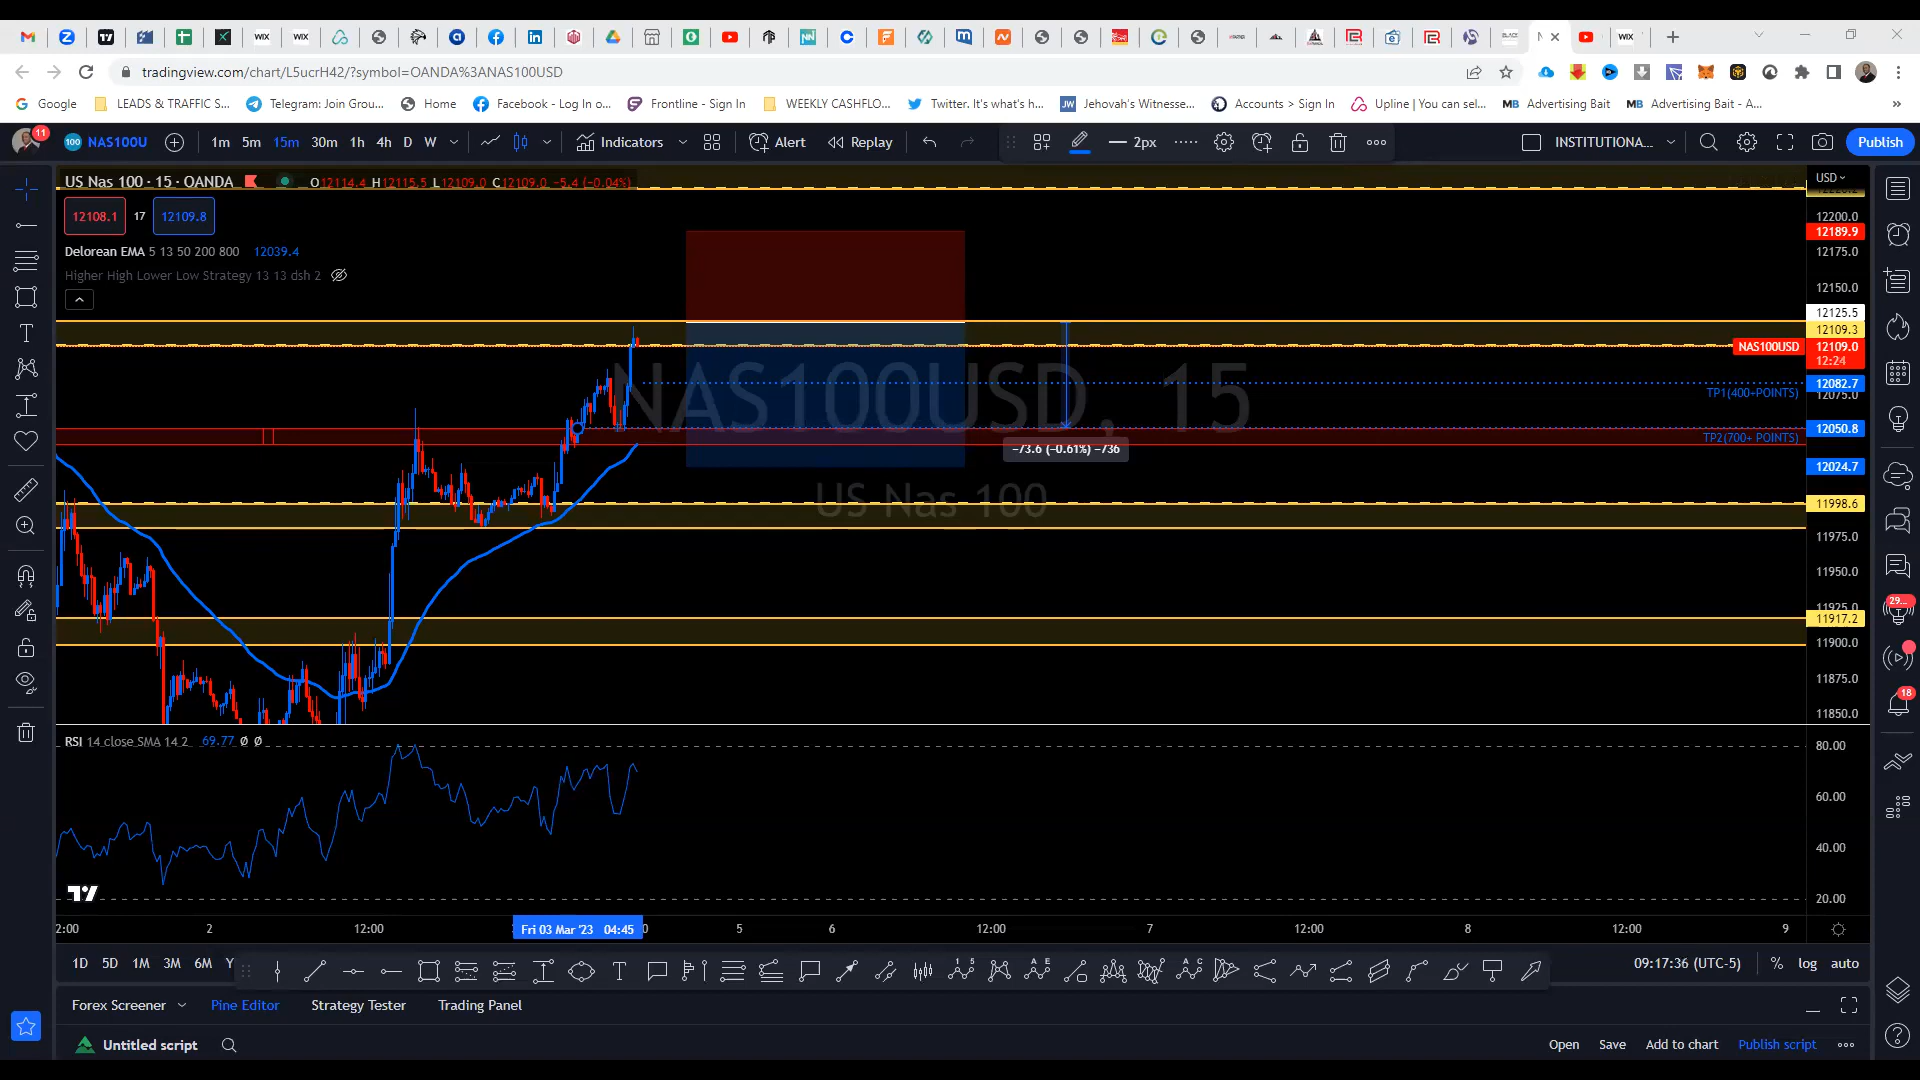 tradingview.com/chart/L5ucrH42/?symbol=OANDA%3ANAS100USD
Google LEADS & TRAFFIC S... Telegram: Join Grou... Home Facebook - Log In o... Frontline - Sign In WEEKLY CASHFLO... Twitter. It's what's h... Jehovah's Witnesse... Accounts > Sign In Upline | You can sel... MB Advertising Bait MB Advertising Bait - A... »
11 100 NAS100U 1m 5m 15m 30m 1h 4h D W Indicators Alert Replay 2px INSTITUTIONA... Publish
US Nas 100 · 15 · OANDA O12114.4 H12115.5 L12109.0 C12109.0 −5.4 (−0.04%)
USD
12108.1 17 12109.8
12200.0
12189.9
Delorean EMA 5 13 50 200 800 12039.4
12175.0
Higher High Lower Low Strategy 13 13 dsh 2
12150.0
12125.5
12109.3
NAS100USD 12109.0
12:24
12082.7
TP1(400+POINTS) 12075.0
NAS100USD, 15
12050.8
TP2(700+ POINTS)
−73.6 (−0.61%) −736
12024.7
US Nas 100
11998.6
11975.0
11950.0
11925.0
11917.2
11900.0
11875.0
11850.0
RSI 14 close SMA 14 2 69.77 Ø Ø
80.00
60.00
40.00
20.00
2:00 2 12:00 Fri 03 Mar '23 04:45 5 6 12:00 7 12:00 8 12:00 9
1D 5D 1M 3M 6M Y 09:17:36 (UTC-5) % log auto
Forex Screener Pine Editor Strategy Tester Trading Panel
Untitled script Open Save Add to chart Publish script
29...
18